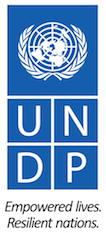 U N
D P
Empowered lives.
Resilient nations.